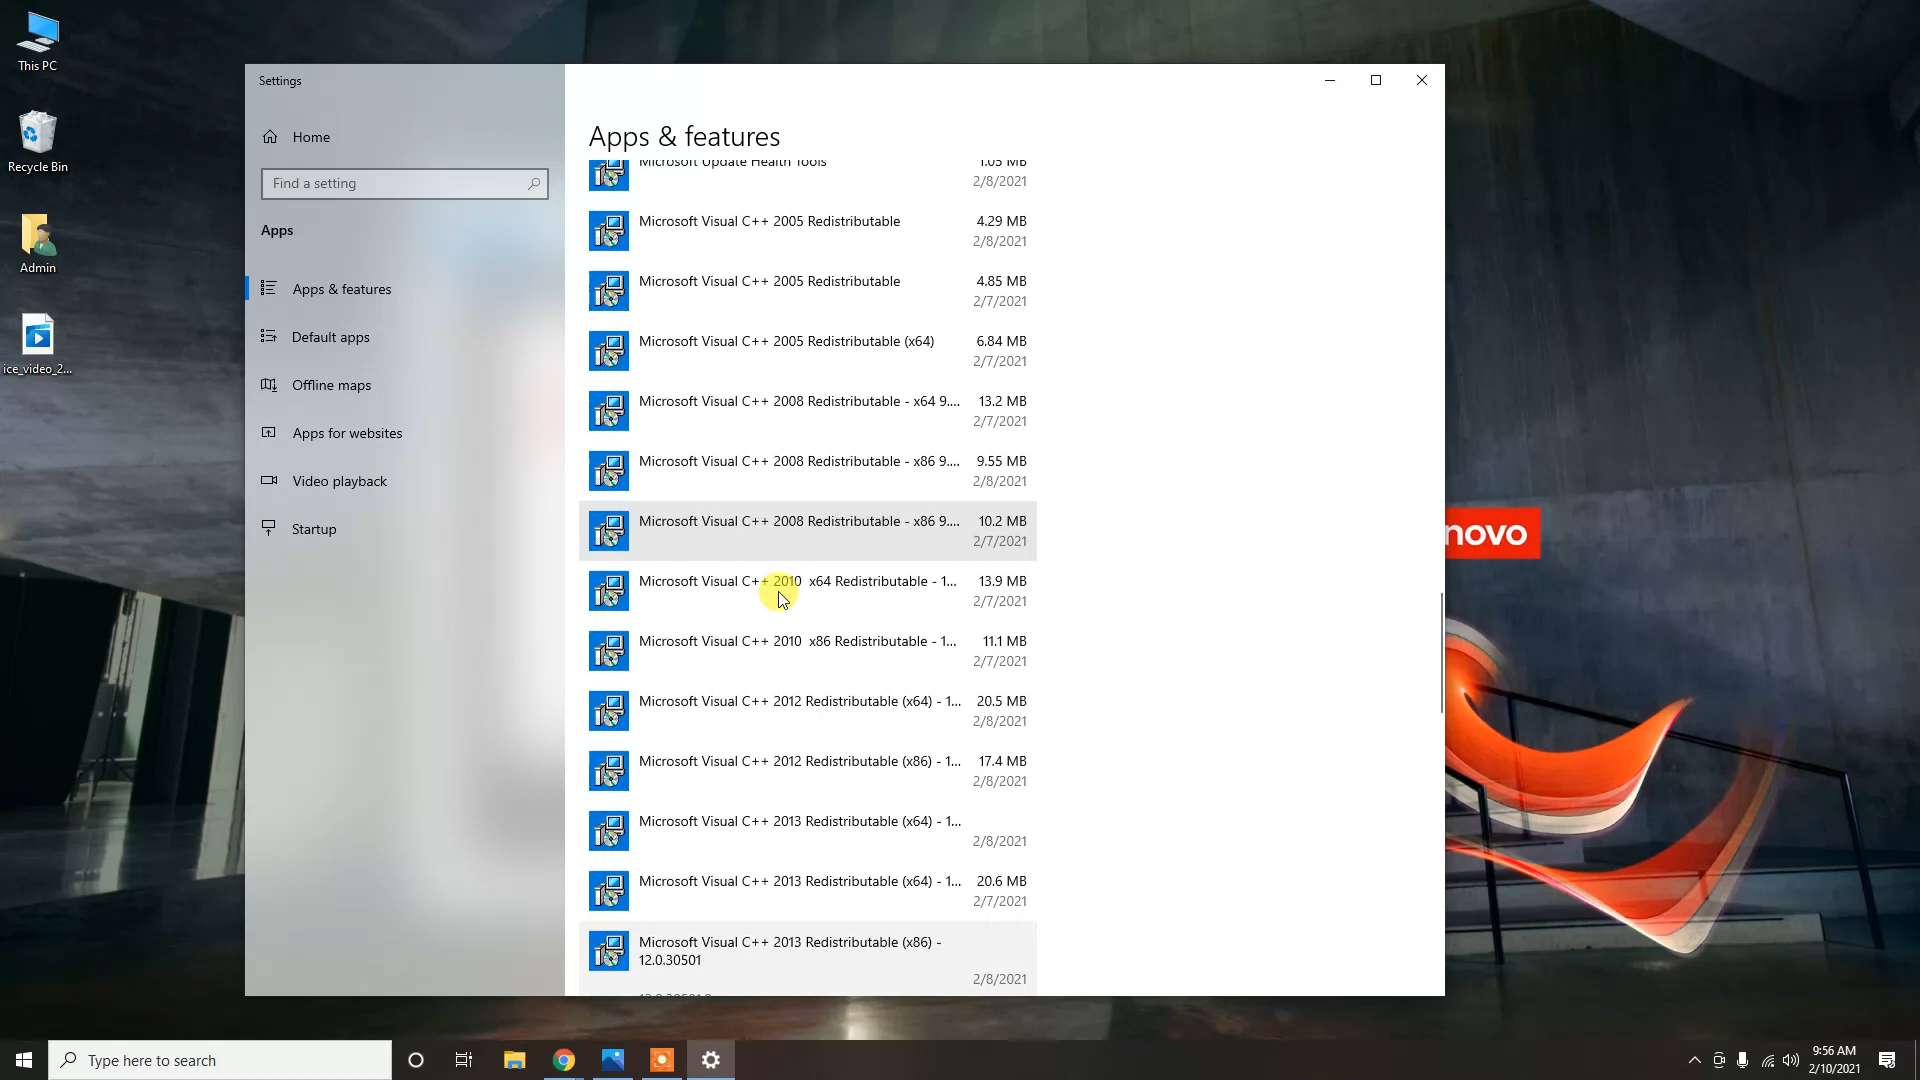 This PC
Recycle Bin
Admin
ice_video_2...
Settings
Home
Find a setting
Apps
Apps & features
Default apps
Offline maps
Apps for websites
Video playback
Startup
Apps & features
Microsoft Update Health Tools 1.05 MB
2/8/2021
Microsoft Visual C++ 2005 Redistributable 4.29 MB
2/8/2021
Microsoft Visual C++ 2005 Redistributable 4.85 MB
2/7/2021
Microsoft Visual C++ 2005 Redistributable (x64) 6.84 MB
2/7/2021
Microsoft Visual C++ 2008 Redistributable - x64 9.... 13.2 MB
2/7/2021
Microsoft Visual C++ 2008 Redistributable - x86 9.... 9.55 MB
2/8/2021
Microsoft Visual C++ 2008 Redistributable - x86 9.... 10.2 MB
2/7/2021
Microsoft Visual C++ 2010 x64 Redistributable - 1... 13.9 MB
2/7/2021
Microsoft Visual C++ 2010 x86 Redistributable - 1... 11.1 MB
2/7/2021
Microsoft Visual C++ 2012 Redistributable (x64) - 1... 20.5 MB
2/8/2021
Microsoft Visual C++ 2012 Redistributable (x86) - 1... 17.4 MB
2/8/2021
Microsoft Visual C++ 2013 Redistributable (x64) - 1...
2/8/2021
Microsoft Visual C++ 2013 Redistributable (x64) - 1... 20.6 MB
2/7/2021
Microsoft Visual C++ 2013 Redistributable (x86) -
12.0.30501
2/8/2021
novo
Type here to search
9:56 AM
2/10/2021